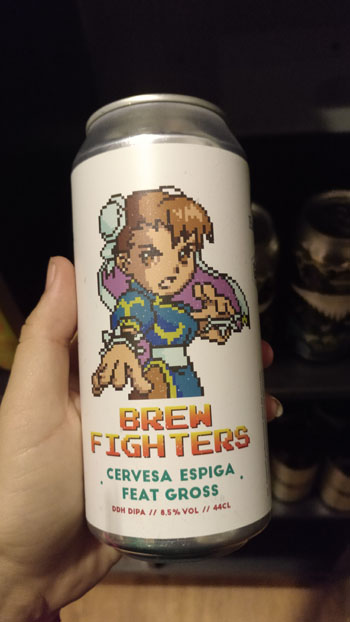 BREW
FIGHTERS
CERVESA ESPIGA
FEAT GROSS
DDH DIPA // 8.5% VOL // 44CL